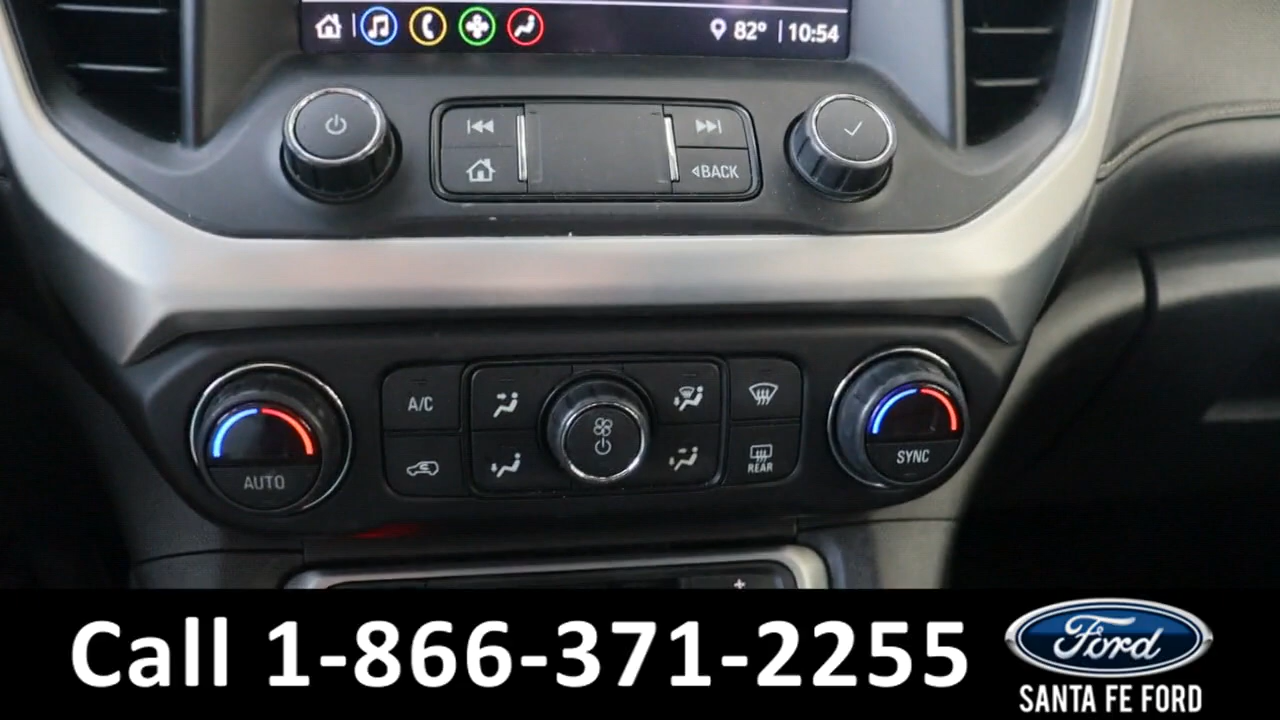 82° 10:54
BACK
A/C
AUTO
REAR
SYNC
Call 1-866-371-2255
Ford
SANTA FE FORD